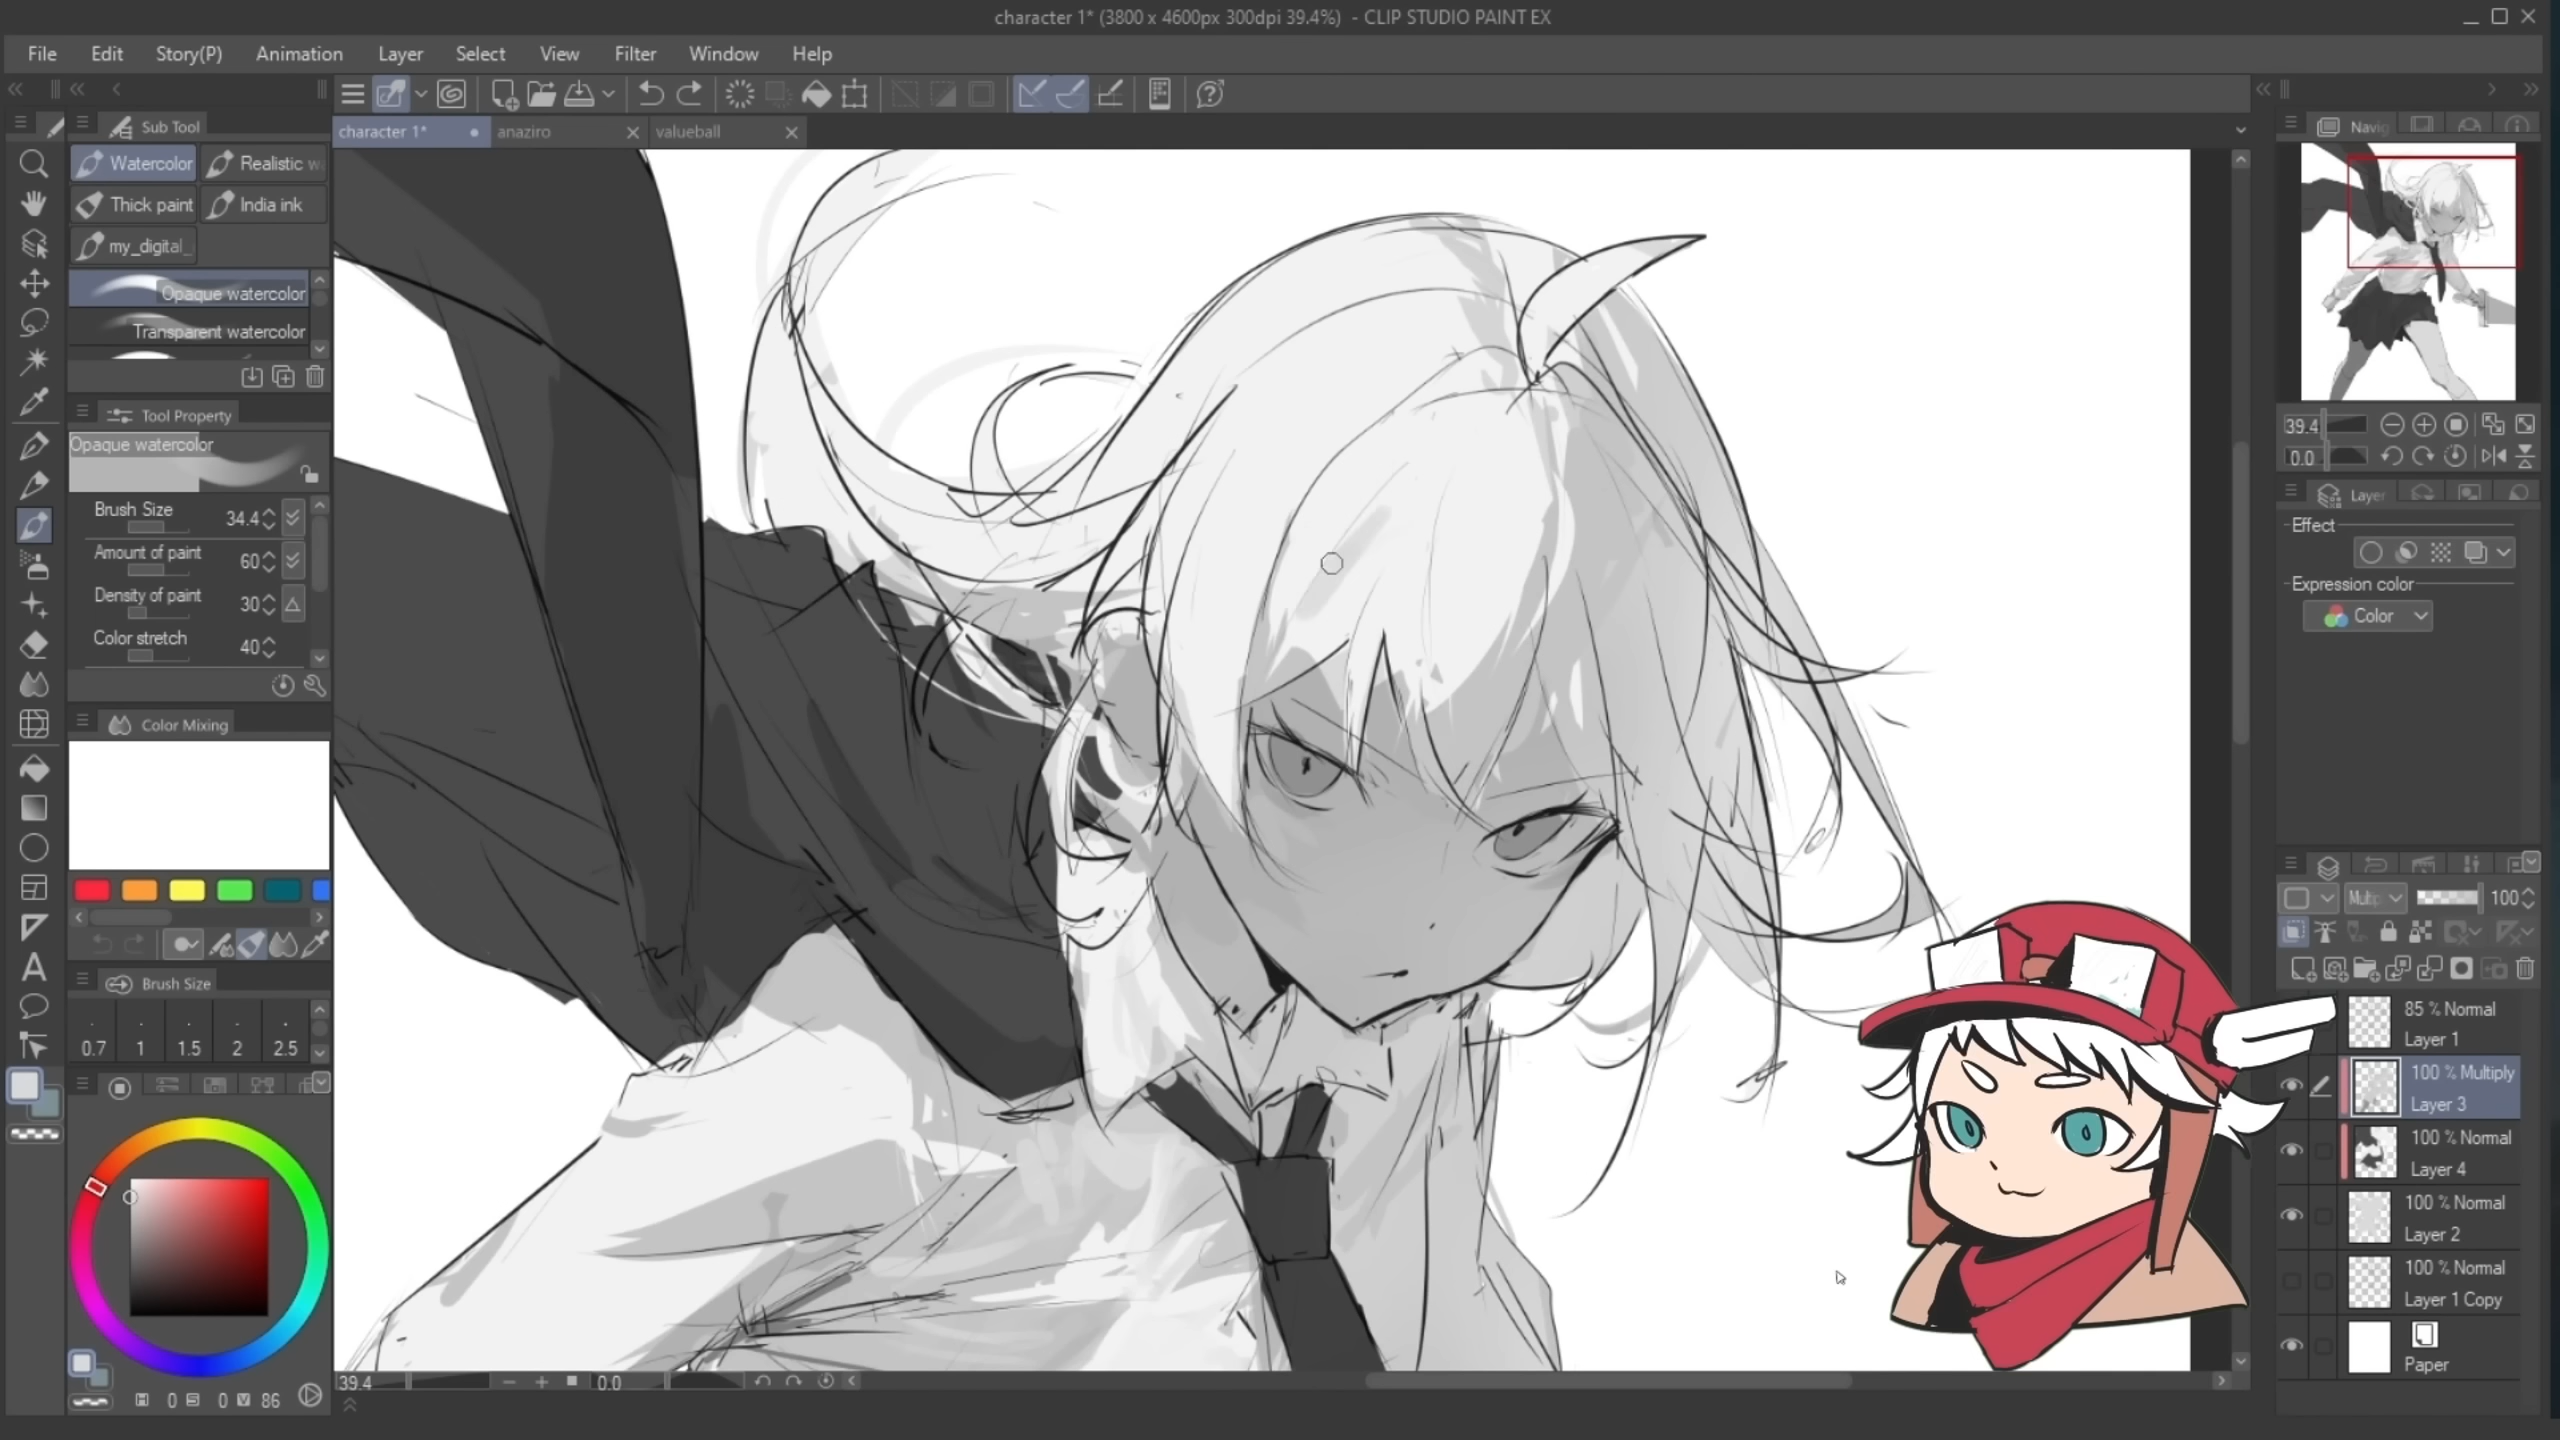 character 1* (3800 x 4600px 300dpi 39.4%) - CLIP STUDIO PAINT EX
File Edit Story(P) Animation Layer Select View Filter Window Help
character 1* anaziro valueball
Sub Tool
Watercolor Realistic w
Thick paint India ink
my_digital_
Opaque watercolor
Transparent watercolor
Tool Property
Opaque watercolor
Brush Size 34.4
Amount of paint 60
Density of paint 30
Color stretch 40
Color Mixing
Brush Size
0.7 1 1.5 2 2.5
H 0 S 0 V 86
39.4 0.0
Navig
39.4
0.0
Layer
Effect
Expression color
Color
Multip 100
85 % Normal
Layer 1
100 % Multiply
Layer 3
100 % Normal
Layer 4
100 % Normal
Layer 2
100 % Normal
Layer 1 Copy
Paper